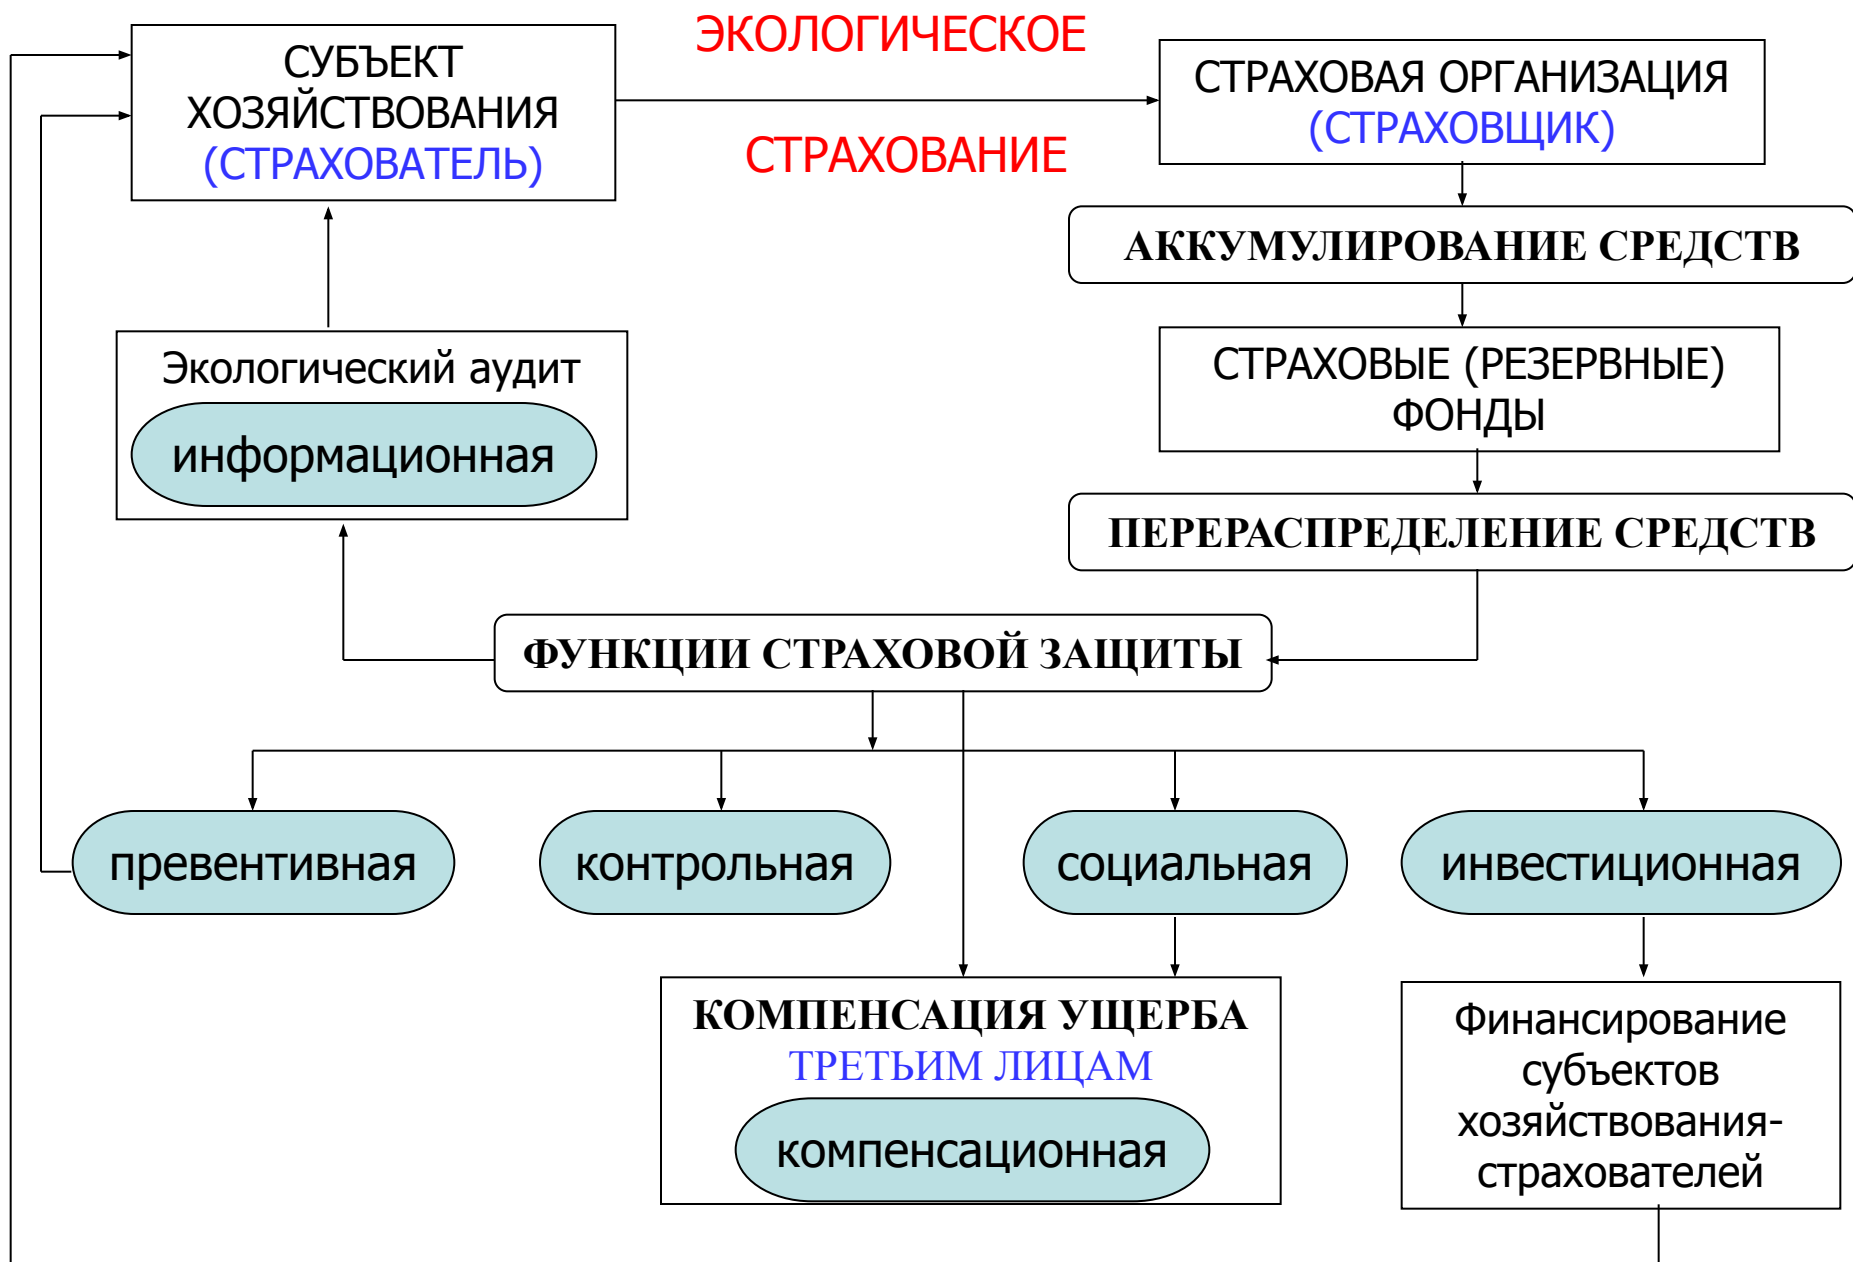 ЭКОЛОГИЧЕСКОЕ
СТРАХОВАНИЕ
СУБЪЕКТ
ХОЗЯЙСТВОВАНИЯ
(СТРАХОВАТЕЛЬ)
СТРАХОВАЯ ОРГАНИЗАЦИЯ
(СТРАХОВЩИК)
АККУМУЛИРОВАНИЕ СРЕДСТВ
Экологический аудит
информационная
СТРАХОВЫЕ (РЕЗЕРВНЫЕ)
ФОНДЫ
ПЕРЕРАСПРЕДЕЛЕНИЕ СРЕДСТВ
ФУНКЦИИ СТРАХОВОЙ ЗАЩИТЫ
превентивная
контрольная
социальная
инвестиционная
КОМПЕНСАЦИЯ УЩЕРБА
ТРЕТЬИМ ЛИЦАМ
компенсационная
Финансирование
субъектов
хозяйствования-
страхователей